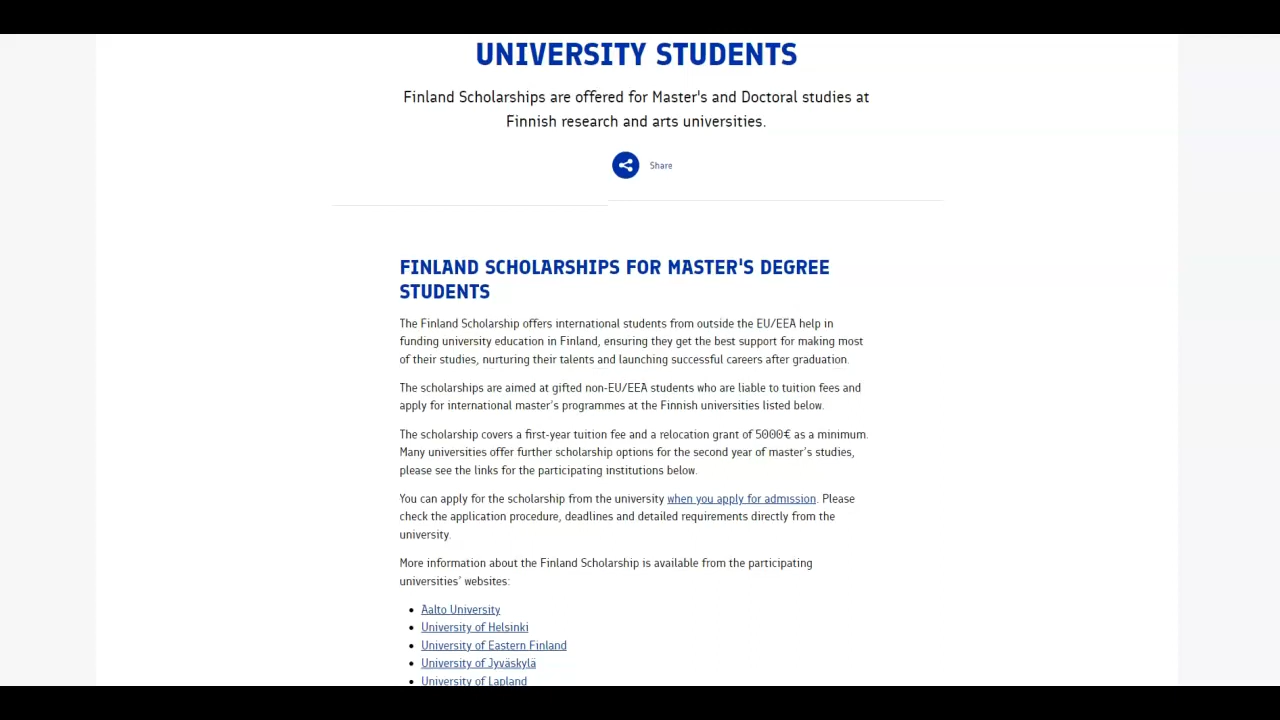 UNIVERSITY STUDENTS
Finland Scholarships are offered for Master's and Doctoral studies at
Finnish research and arts universities.
Share
FINLAND SCHOLARSHIPS FOR MASTER'S DEGREE
STUDENTS
The Finland Scholarship offers international students from outside the EU/EEA help in
funding university education in Finland, ensuring they get the best support for making most
of their studies, nurturing their talents and launching successful careers after graduation.
The scholarships are aimed at gifted non-EU/EEA students who are liable to tuition fees and
apply for international master's programmes at the Finnish universities listed below.
The scholarship covers a first-year tuition fee and a relocation grant of 5000€ as a minimum.
Many universities offer further scholarship options for the second year of master's studies,
please see the links for the participating institutions below.
You can apply for the scholarship from the university when you apply for admission. Please
check the application procedure, deadlines and detailed requirements directly from the
university.
More information about the Finland Scholarship is available from the participating
universities' websites:
• Aalto University
• University of Helsinki
• University of Eastern Finland
• University of Jyväskylä
• University of Lapland